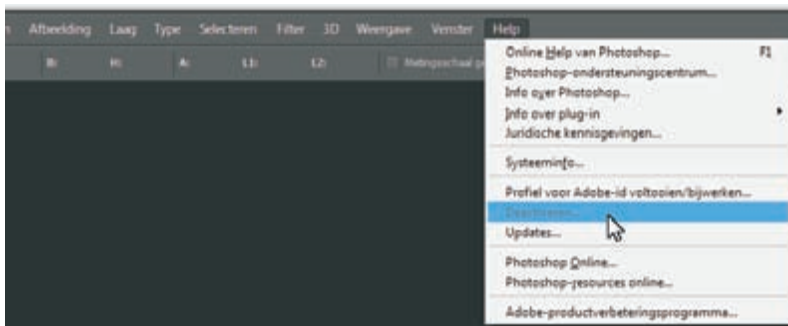 Afbeelding Laag Type Selecteren Filter 3D Weergave Venster Help
B: H: A: L1: L2: Metingsschaal
Online Help van Photoshop... F1
Photoshop-ondersteuningscentrum...
Info over Photoshop...
Info over plug-in
Juridische kennisgevingen...
Systeeminfo...
Profiel voor Adobe-id voltooien/bijwerken...
Deactiveren...
Updates...
Photoshop Online...
Photoshop-resources online...
Adobe-productverbeteringsprogramma...